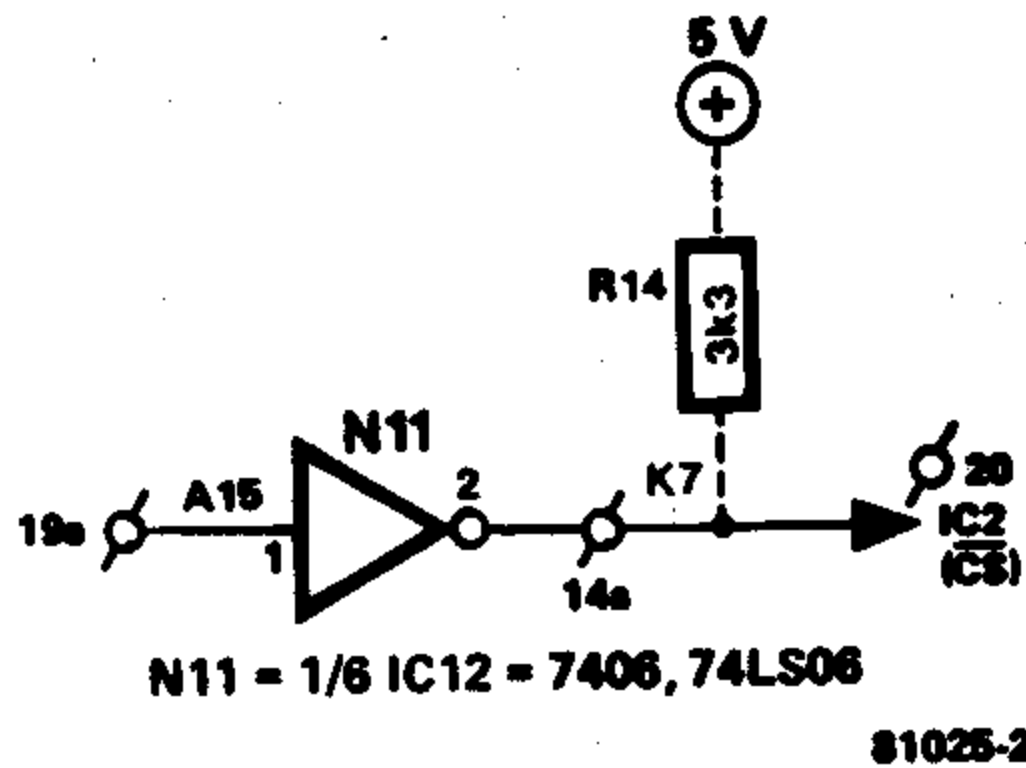 5 V
R14
3k3
N11
A15
2
K7
20
19a
1
14a
IC2
(CS)
N11 = 1/6 IC12 = 7406, 74LS06
81025-2